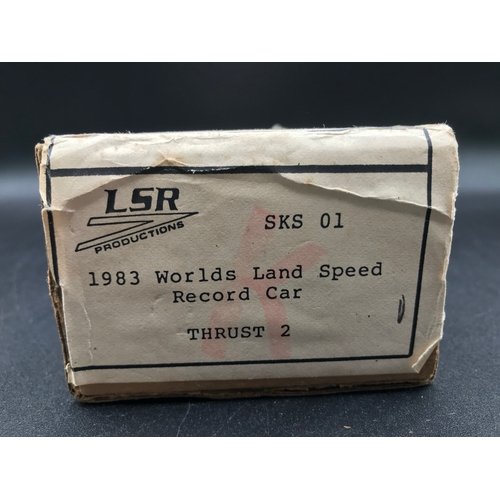 LSR
PRODUCTIONS
SKS 01
1983 Worlds Land Speed
Record Car
THRUST 2